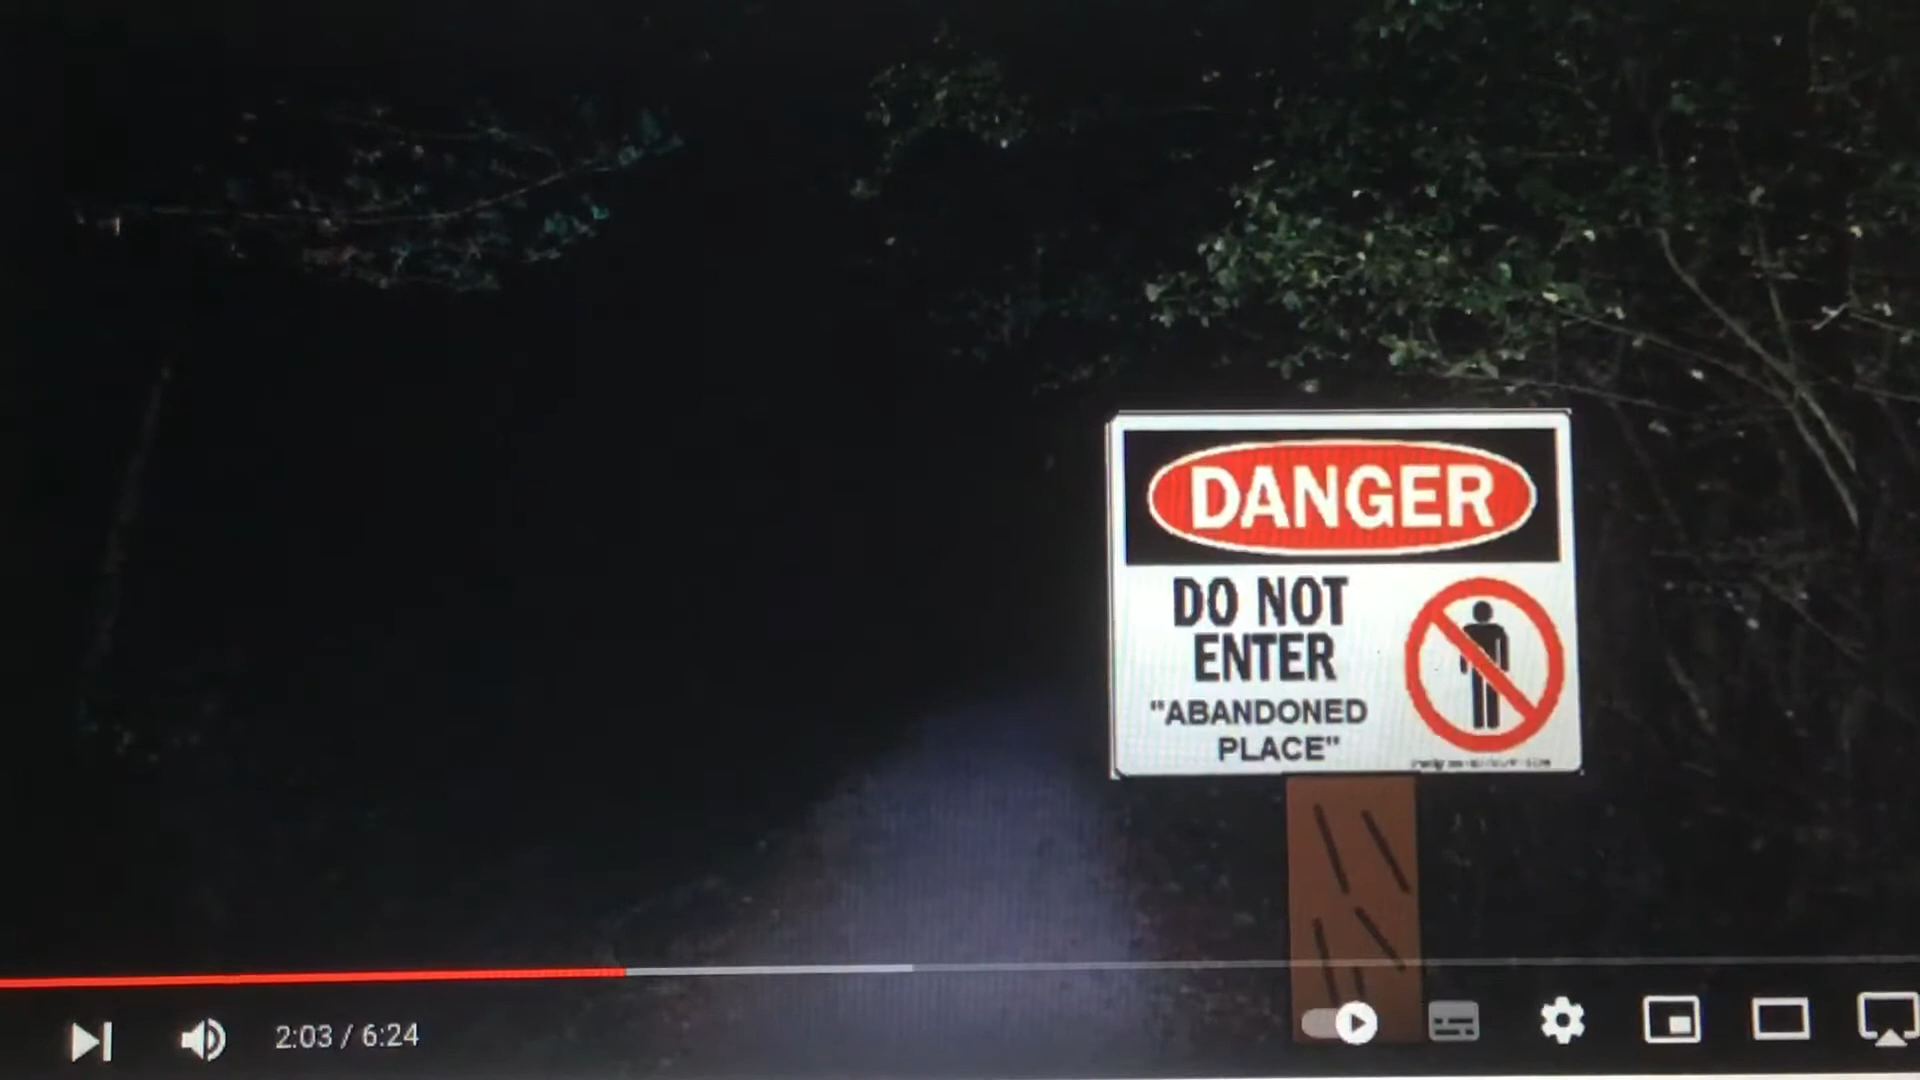 DANGER
DO NOT
ENTER
"ABANDONED
PLACE"
2:03 / 6:24